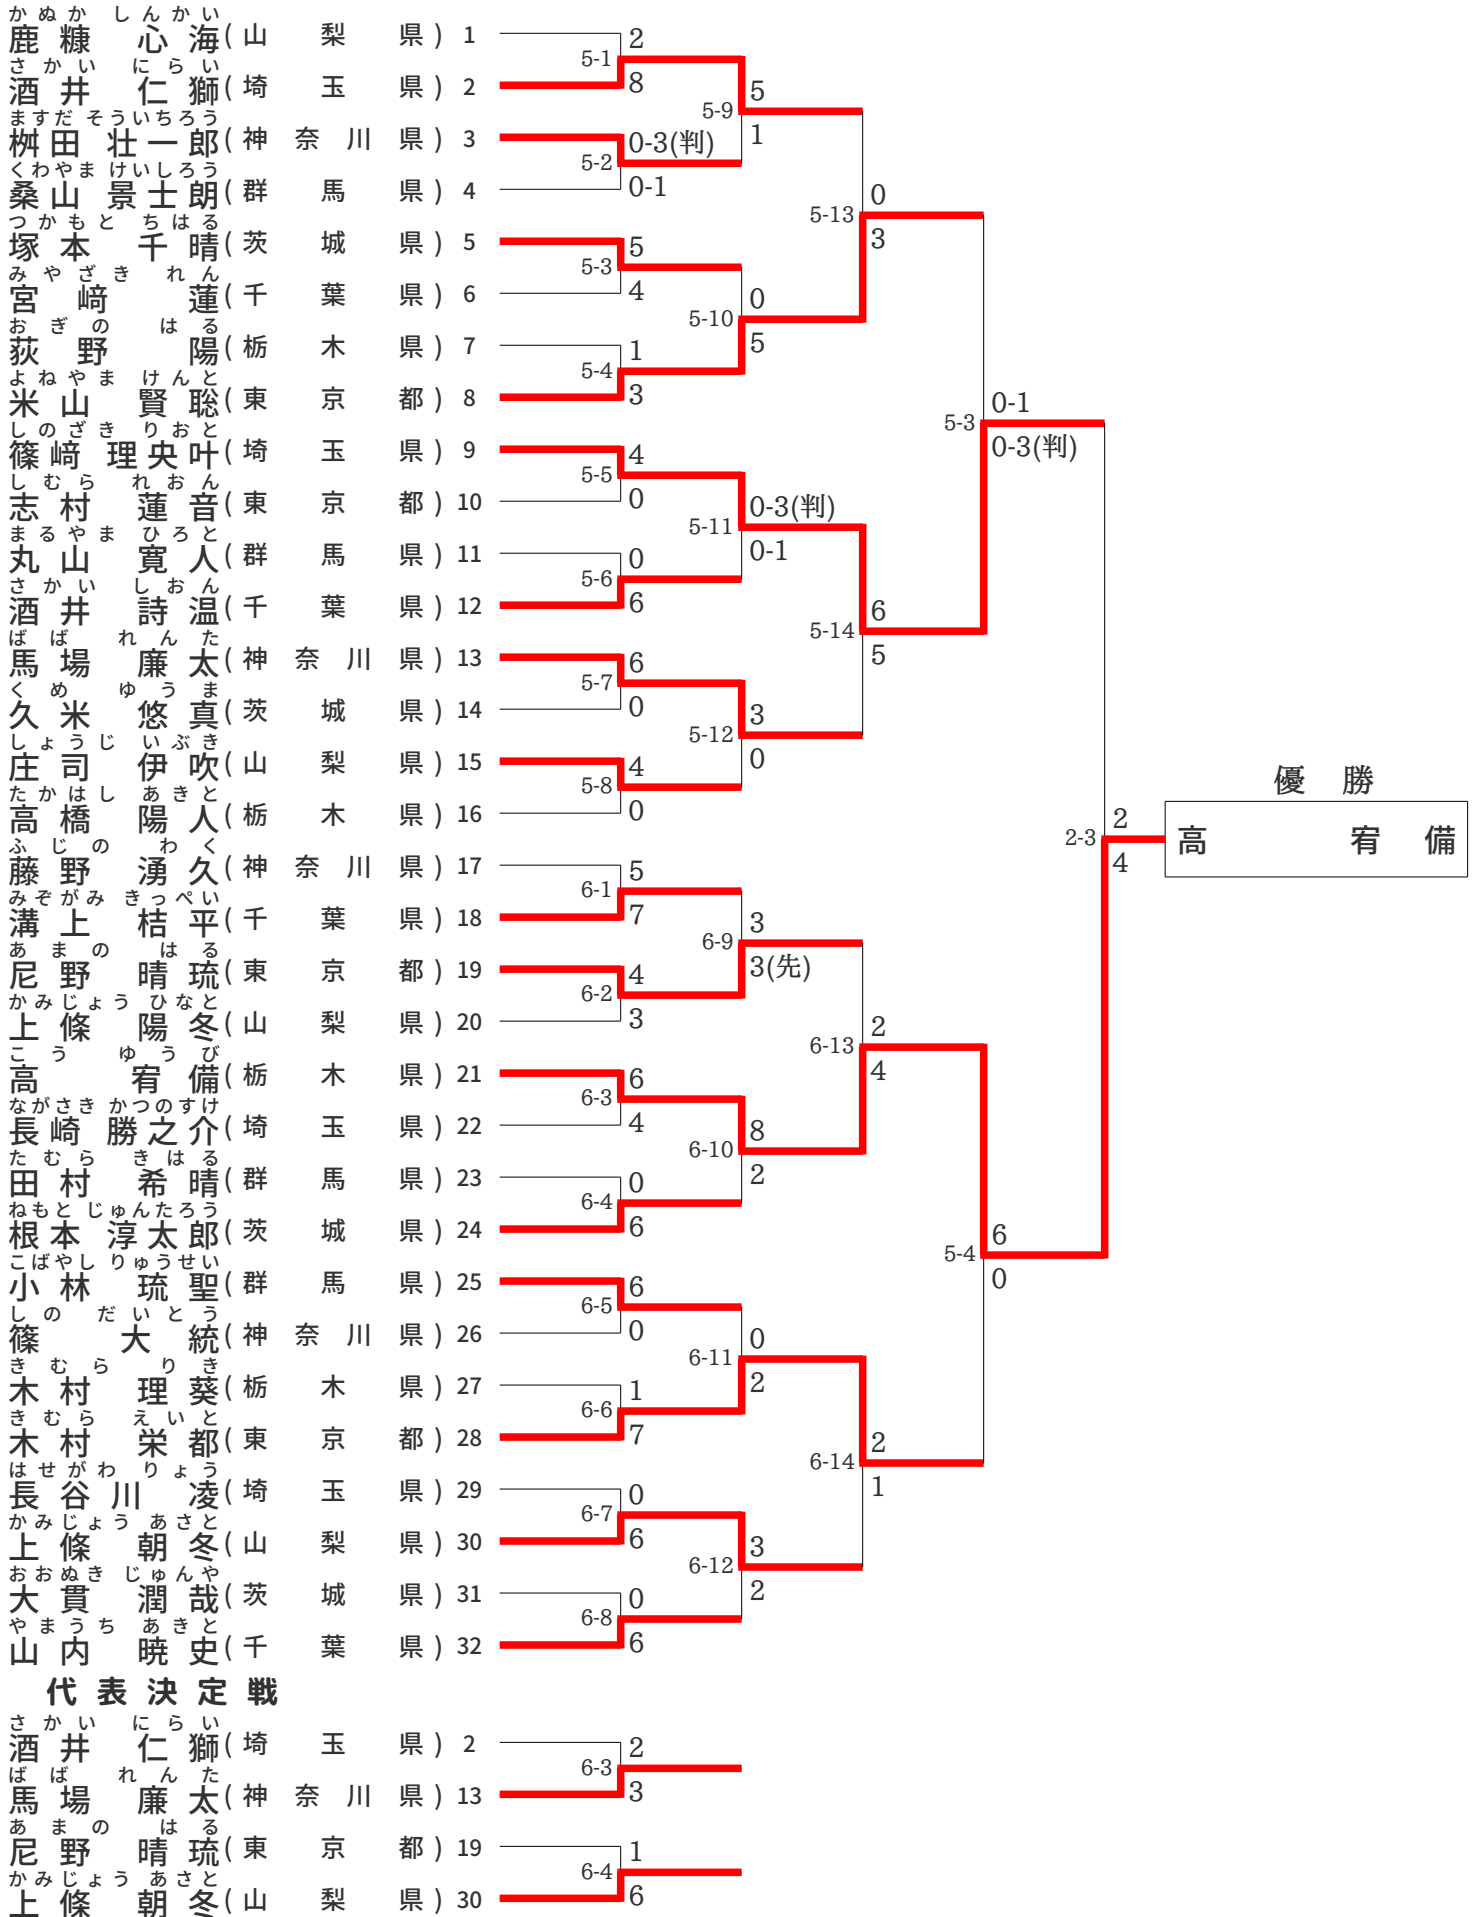 かぬか しんかい
鹿糠 心海(山梨県) 1
さかい にらい
酒井 仁獅(埼玉県) 2
ますだ そういちろう
桝田 壮一郎(神奈川県) 3
くわやま けいしろう
桑山 景士朗(群馬県) 4
つかもと ちはる
塚本 千晴(茨城県) 5
みやざき れん
宮﨑 蓮(千葉県) 6
おぎの はる
荻野 陽(栃木県) 7
よねやま けんと
米山 賢聡(東京都) 8
しのざき りおと
篠﨑 理央叶(埼玉県) 9
しむら れおん
志村 蓮音(東京都) 10
まるやま ひろと
丸山 寛人(群馬県) 11
さかい しおん
酒井 詩温(千葉県) 12
ばば れんた
馬場 廉太(神奈川県) 13
くめ ゆうま
久米 悠真(茨城県) 14
しょうじ いぶき
庄司 伊吹(山梨県) 15
たかはし あきと
高橋 陽人(栃木県) 16
ふじの わく
藤野 湧久(神奈川県) 17
みぞがみ きっぺい
溝上 桔平(千葉県) 18
あまの はる
尼野 晴琉(東京都) 19
かみじょう ひなと
上條 陽冬(山梨県) 20
こう ゆうび
高 宥備(栃木県) 21
ながさき かつのすけ
長崎 勝之介(埼玉県) 22
たむら きはる
田村 希晴(群馬県) 23
ねもと じゅんたろう
根本 淳太郎(茨城県) 24
こばやし りゅうせい
小林 琉聖(群馬県) 25
しの だいとう
篠 大統(神奈川県) 26
きむら りき
木村 理葵(栃木県) 27
きむら えいと
木村 栄都(東京都) 28
はせがわ りょう
長谷川 凌(埼玉県) 29
かみじょう あさと
上條 朝冬(山梨県) 30
おおぬき じゅんや
大貫 潤哉(茨城県) 31
やまうち あきと
山内 暁史(千葉県) 32
5-1 2 8
5-2 0-3(判) 0-1
5-3 5 4
5-4 1 3
5-5 4 0
5-6 0 6
5-7 6 0
5-8 4 0
6-1 5 7
6-2 4 3
6-3 6 4
6-4 0 6
6-5 6 0
6-6 1 7
6-7 0 6
6-8 0 6
5-9 5 1
5-10 0 5
5-11 0-3(判) 0-1
5-12 3 0
6-9 3 3(先)
6-10 8 2
6-11 0 2
6-12 3 2
5-13 0 3
5-14 6 5
6-13 2 4
6-14 2 1
5-3 0-1 0-3(判)
5-4 6 0
2-3 2 4
優勝
高 宥備
代表決定戦
さかい にらい
酒井 仁獅(埼玉県) 2
ばば れんた
馬場 廉太(神奈川県) 13
6-3 2 3
あまの はる
尼野 晴琉(東京都) 19
かみじょう あさと
上條 朝冬(山梨県) 30
6-4 1 6